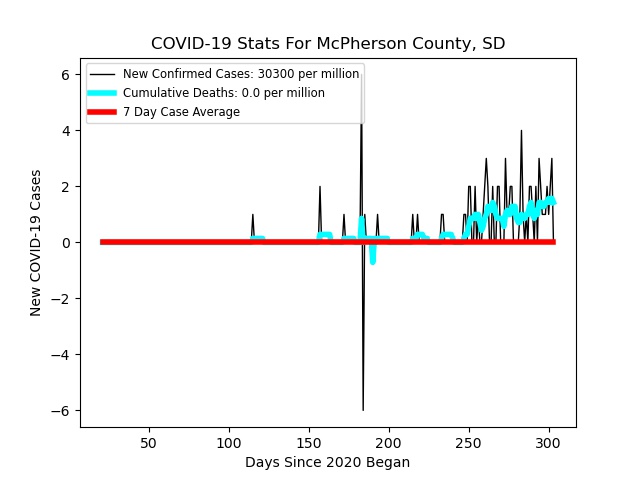 COVID-19 Stats For McPherson County, SD
New Confirmed Cases: 30300 per million
Cumulative Deaths: 0.0 per million
7 Day Case Average
New COVID-19 Cases
6
4
2
0
−2
−4
−6
50 100 150 200 250 300
Days Since 2020 Began